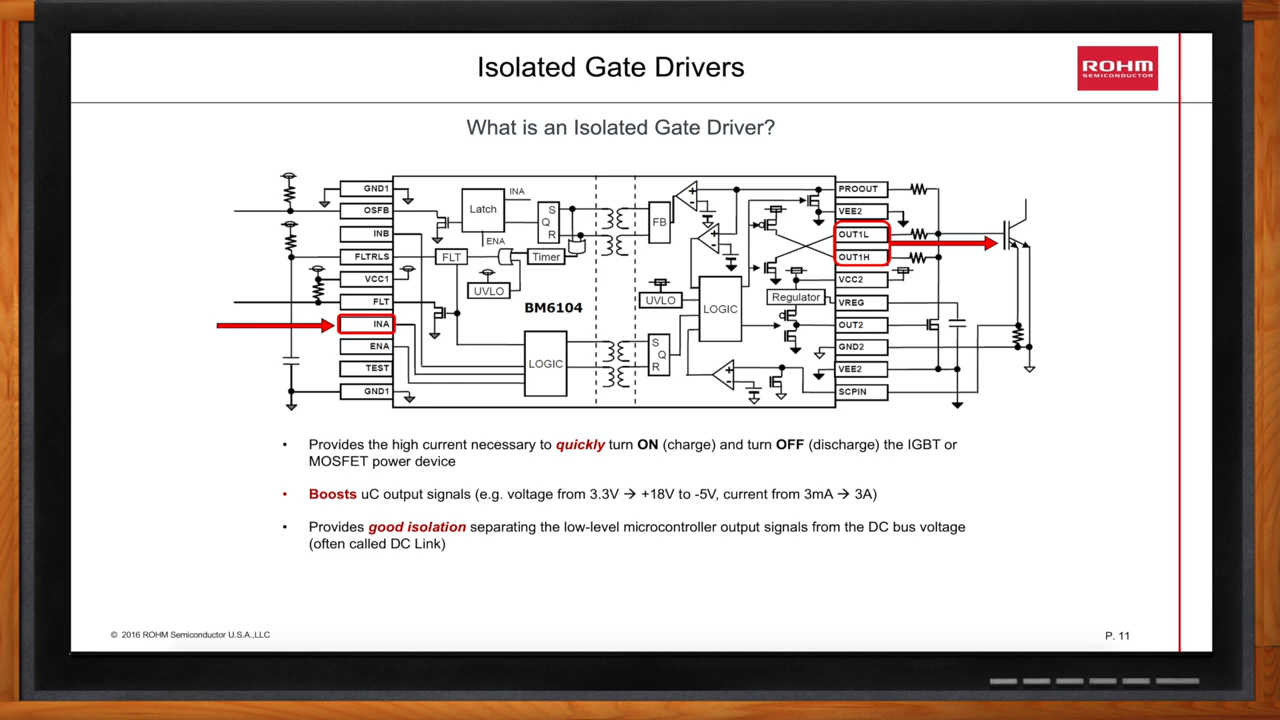 Isolated Gate Drivers
ROHM
SEMICONDUCTOR
What is an Isolated Gate Driver?
GND1
OSFB
INB
FLTRLS
VCC1
FLT
INA
ENA
TEST
GND1
Latch
INA
ENA
S
Q
R
FLT
Timer
UVLO
BM6104
LOGIC
FB
UVLO
LOGIC
S
Q
R
Regulator
PROOUT
VEE2
OUT1L
OUT1H
VCC2
VREG
OUT2
GND2
VEE2
SCPIN
• Provides the high current necessary to quickly turn ON (charge) and turn OFF (discharge) the IGBT or
MOSFET power device
• Boosts uC output signals (e.g. voltage from 3.3V → +18V to -5V, current from 3mA → 3A)
• Provides good isolation separating the low-level microcontroller output signals from the DC bus voltage
(often called DC Link)
© 2016 ROHM Semiconductor U.S.A.,LLC
P. 11